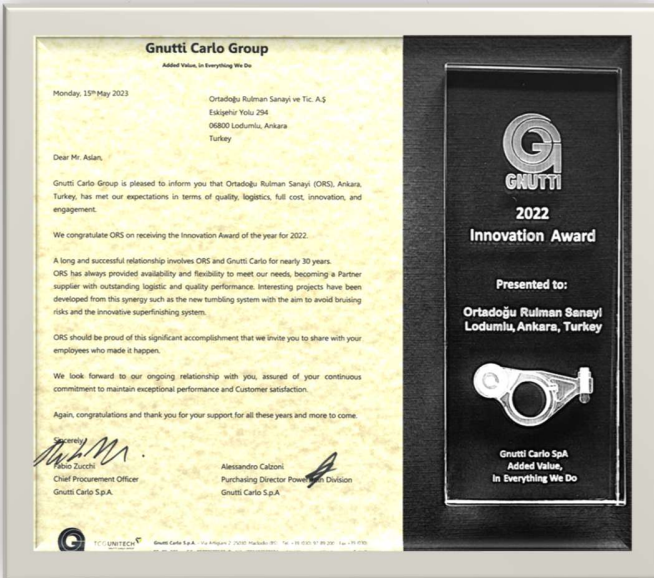 Gnutti Carlo Group
Added Value, in Everything We Do
Monday, 15th May 2023
Ortadoğu Rulman Sanayi ve Tic. A.Ş
Eskişehir Yolu 294
06800 Lodumlu, Ankara
Turkey
Dear Mr. Aslan,
Gnutti Carlo Group is pleased to inform you that Ortadoğu Rulman Sanayi (ORS), Ankara,
Turkey, has met our expectations in terms of quality, logistics, full cost, innovation, and
engagement.
We congratulate ORS on receiving the Innovation Award of the year for 2022.
A long and successful relationship involves ORS and Gnutti Carlo for nearly 30 years.
ORS has always provided availability and flexibility to meet our needs, becoming a Partner
supplier with outstanding logistic and quality performance. Interesting projects have been
developed from this synergy such as the new tumbling system with the aim to avoid bruising
risks and the innovative superfinishing system.
ORS should be proud of this significant accomplishment that we invite you to share with your
employees who made it happen.
We look forward to our ongoing relationship with you, assured of your continuous
commitment to maintain exceptional performance and Customer satisfaction.
Again, congratulations and thank you for your support for all these years and more to come.
Sincerely
Fabio Zucchi
Chief Procurement Officer
Gnutti Carlo S.p.A.
Alessandro Calzoni
Purchasing Director Division
Gnutti Carlo S.p.A
TCG UNITECH
Gnutti Carlo S.p.A.
GNUTTI
2022
Innovation Award
Presented to:
Ortadoğu Rulman Sanayi
Lodumlu, Ankara, Turkey
Gnutti Carlo SpA
Added Value,
In Everything We Do